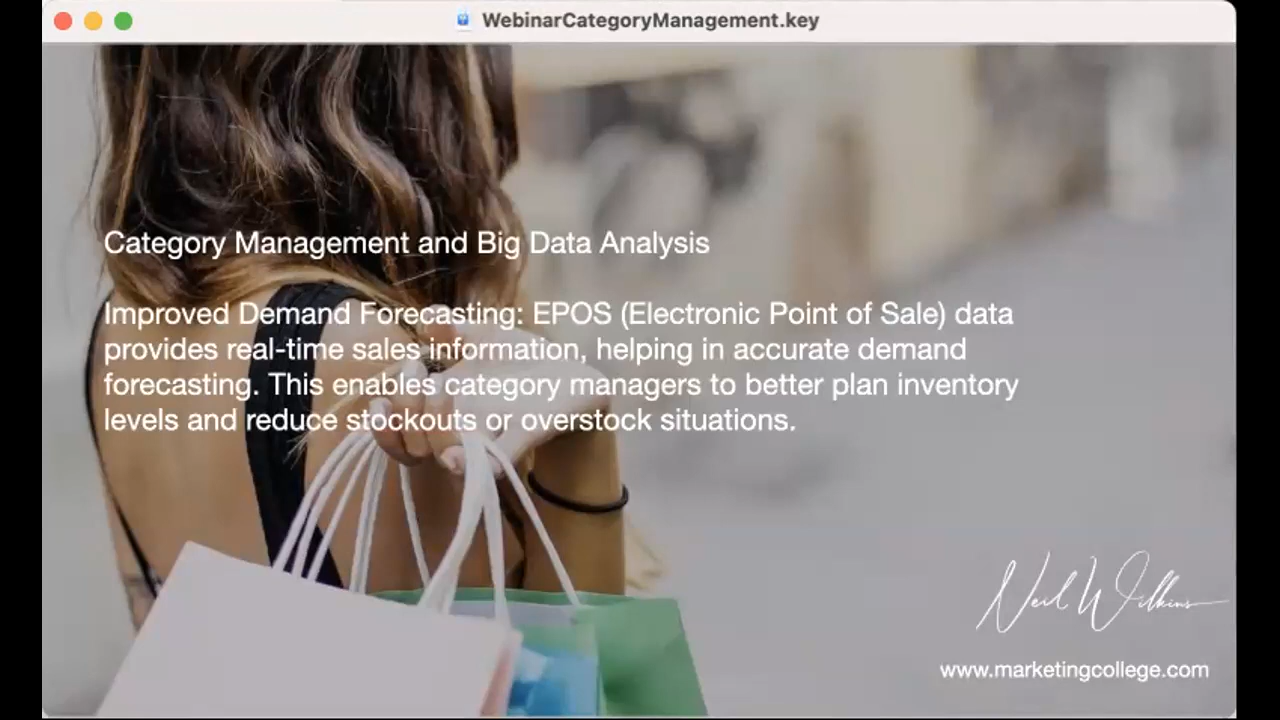 WebinarCategoryManagement.key
Category Management and Big Data Analysis
Improved Demand Forecasting: EPOS (Electronic Point of Sale) data
provides real-time sales information, helping in accurate demand
forecasting. This enables category managers to better plan inventory
levels and reduce stockouts or overstock situations.
Neil Wilkins
www.marketingcollege.com